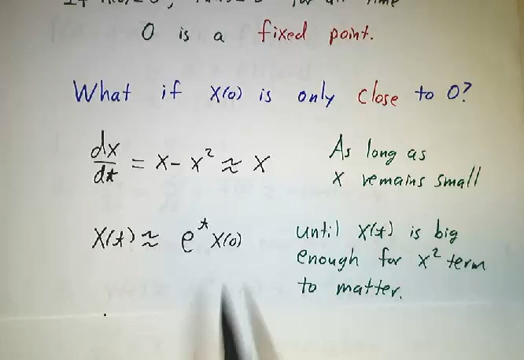 0 is a fixed point.
What if X(0) is only close to 0?
dx/dt = x - x² ≈ x
As long as
x remains small
X(t) ≈ e^t X(0)
until X(t) is big
enough for x² term
to matter.